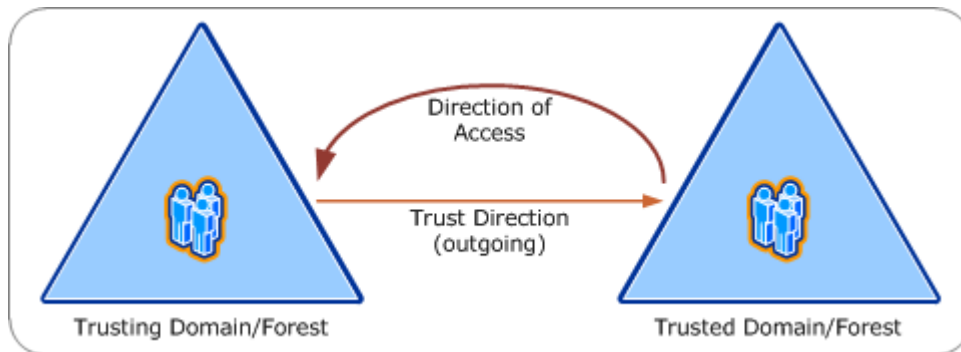 Direction of
Access
Trust Direction
(outgoing)
Trusting Domain/Forest
Trusted Domain/Forest